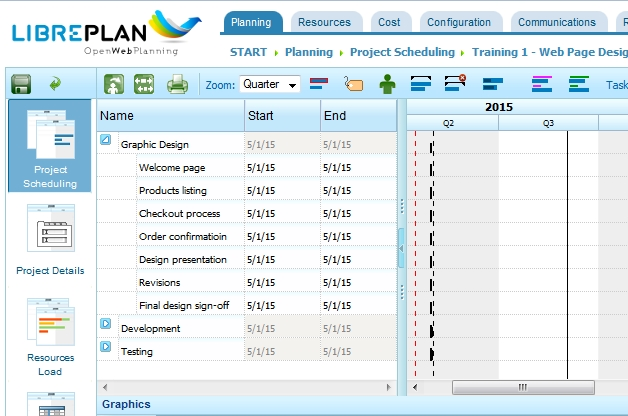 LIBREPLAN
OpenWebPlanning
Planning Resources Cost Configuration Communications R
START Planning Project Scheduling Training 1 - Web Page Desig
Zoom: Quarter Task
Name Start End 2015
Q2 Q3
Graphic Design 5/1/15 5/1/15
Welcome page 5/1/15 5/1/15
Products listing 5/1/15 5/1/15
Checkout process 5/1/15 5/1/15
Order confirmatioin 5/1/15 5/1/15
Design presentation 5/1/15 5/1/15
Revisions 5/1/15 5/1/15
Final design sign-off 5/1/15 5/1/15
Development 5/1/15 5/1/15
Testing 5/1/15 5/1/15
Project
Scheduling
Project Details
Resources
Load
Graphics